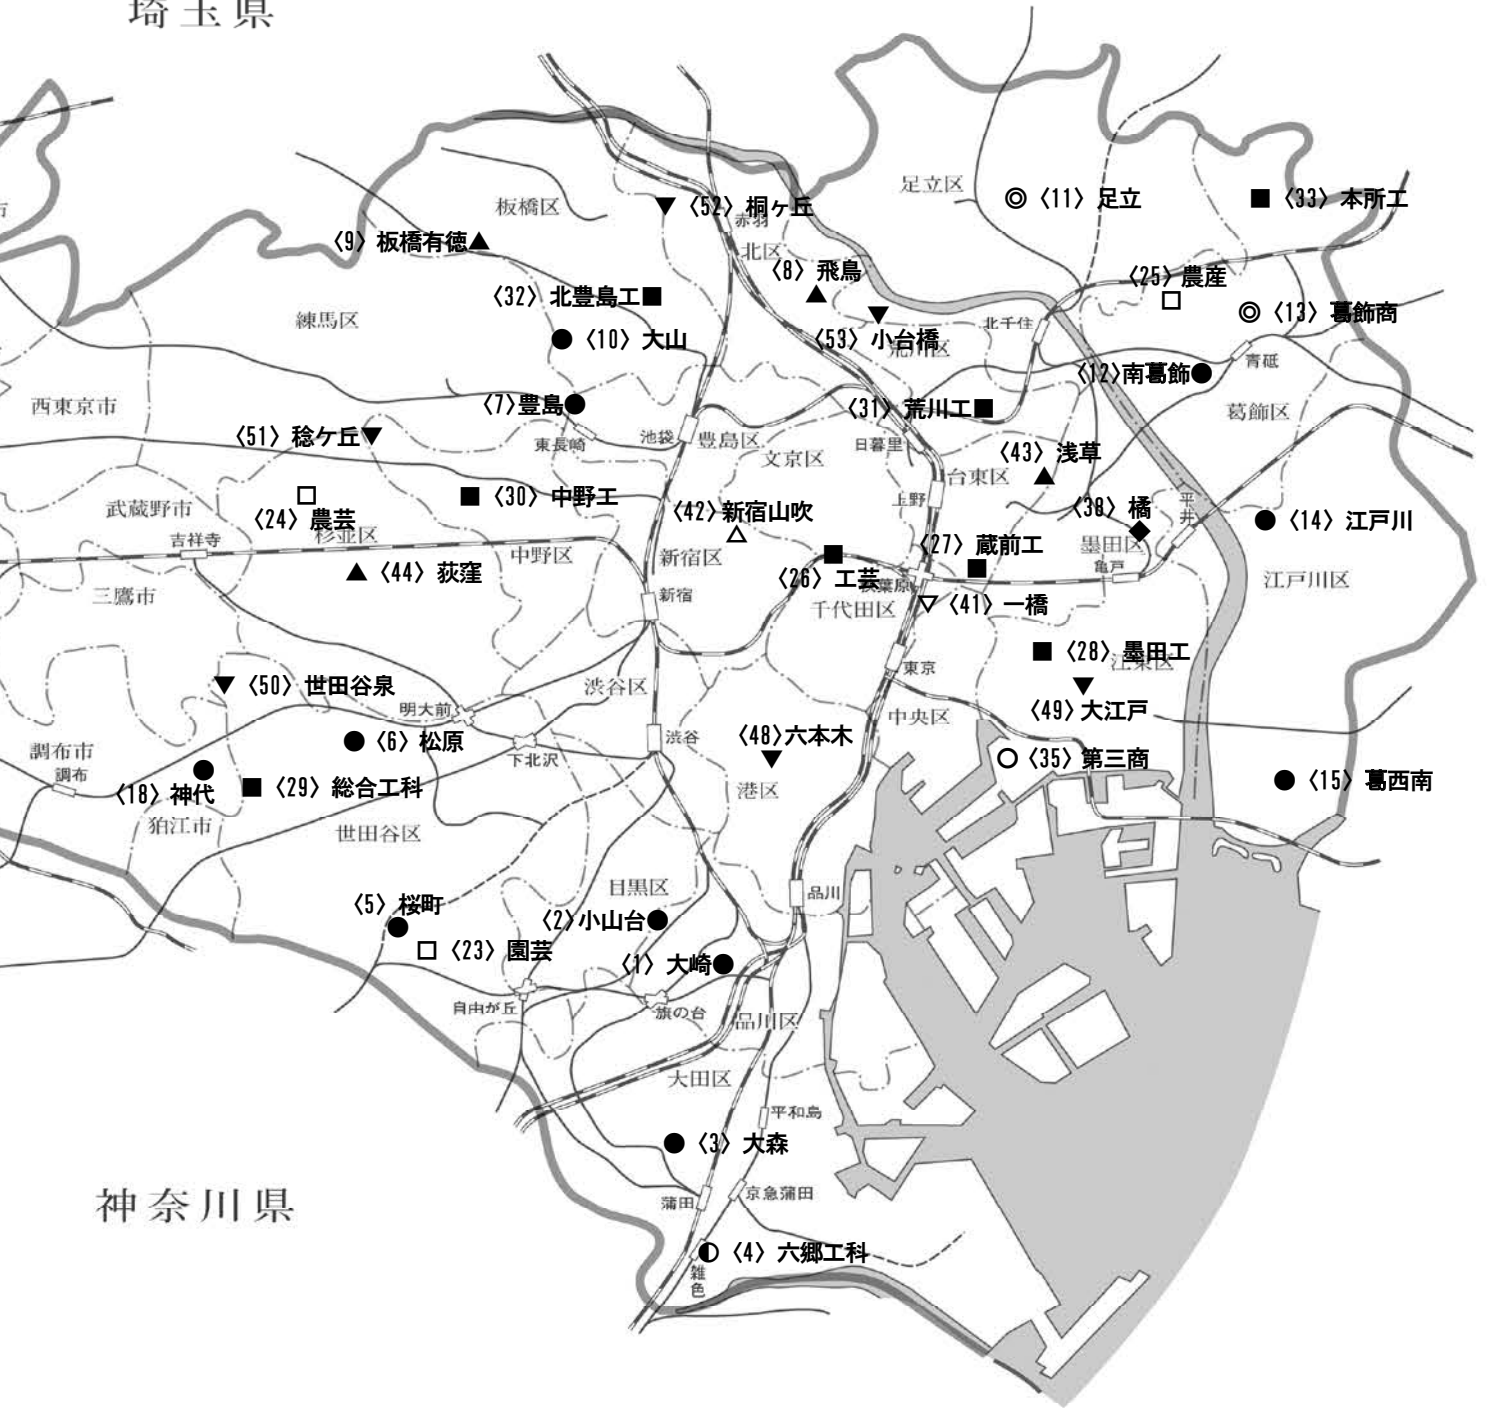 埼玉県
市
足立区
板橋区
◎〈11〉足立
■〈33〉本所工
▼〈52〉桐ヶ丘
赤羽
〈9〉板橋有徳▲
北区
〈8〉飛鳥
〈25〉農産
〈32〉北豊島工■
◎〈13〉葛飾商
練馬区
北千住
●〈10〉大山
〈53〉小台橋
荒川区
青砥
〈12〉南葛飾●
西東京市
〈7〉豊島●
〈31〉荒川工■
葛飾区
〈51〉稔ケ丘▼
東長崎
池袋
豊島区
日暮里
文京区
〈43〉浅草
台東区
■〈30〉中野工
上野
平井
武蔵野市
〈24〉農芸
杉並区
〈42〉新宿山吹
〈38〉橘
●〈14〉江戸川
吉祥寺
中野区
新宿区
〈27〉蔵前工
墨田区
亀戸
▲〈44〉荻窪
〈26〉工芸
秋葉原
江戸川区
三鷹市
新宿
千代田区
▽〈41〉一橋
■〈28〉墨田工
江東区
東京
▼〈50〉世田谷泉
渋谷区
明大前
中央区
〈49〉大江戸
●〈6〉松原
渋谷
〈48〉六本木
調布市
下北沢
○〈35〉第三商
調布
〈18〉神代
■〈29〉総合工科
港区
●〈15〉葛西南
狛江市
世田谷区
目黒区
品川
〈5〉桜町
〈2〉小山台●
□〈23〉園芸
〈1〉大崎●
自由が丘
旗の台
品川区
大田区
平和島
●〈3〉大森
神奈川県
蒲田
京急蒲田
◐〈4〉六郷工科
雑色